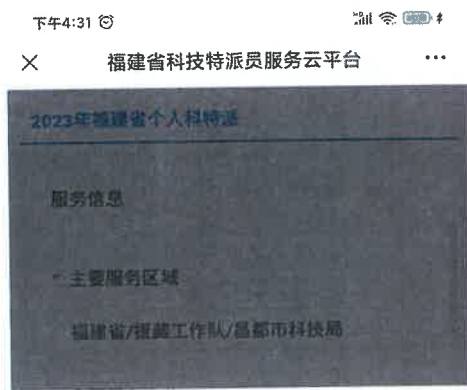 下午4:31
福建省科技特派员服务云平台
2023年福建省个人科特派
服务信息
主要服务区域
福建省/援藏工作队/昌都市科技局